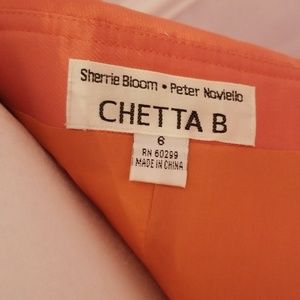 Sherrie Bloom • Peter Noviello
CHETTA B
6
RN 60299
MADE IN CHINA